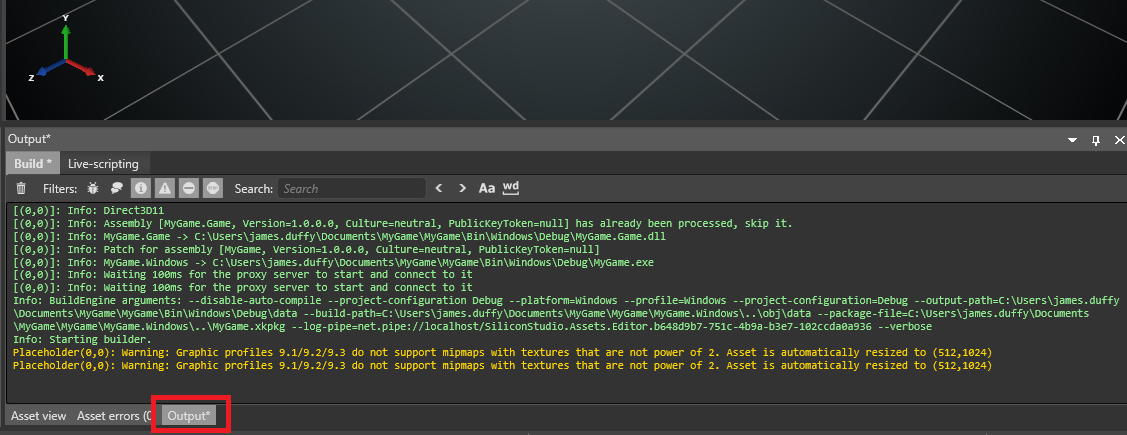 Y
Z
X
Output*
Build *
Live-scripting
Filters:
Search:
Search
Aa
wd
[(0,0)]: Info: Direct3D11
[(0,0)]: Info: Assembly [MyGame.Game, Version=1.0.0.0, Culture=neutral, PublicKeyToken=null] has already been processed, skip it.
[(0,0)]: Info: MyGame.Game -> C:\Users\james.duffy\Documents\MyGame\MyGame\Bin\Windows\Debug\MyGame.Game.dll
[(0,0)]: Info: Patch for assembly [MyGame, Version=1.0.0.0, Culture=neutral, PublicKeyToken=null]
[(0,0)]: Info: MyGame.Windows -> C:\Users\james.duffy\Documents\MyGame\MyGame\Bin\Windows\Debug\MyGame.exe
[(0,0)]: Info: Waiting 100ms for the proxy server to start and connect to it
[(0,0)]: Info: Waiting 100ms for the proxy server to start and connect to it
Info: BuildEngine arguments: --disable-auto-compile --project-configuration Debug --platform=Windows --profile=Windows --project-configuration=Debug --output-path=C:\Users\james.duffy
\Documents\MyGame\MyGame\Bin\Windows\Debug\data --build-path=C:\Users\james.duffy\Documents\MyGame\MyGame\MyGame.Windows\..\obj\data --package-file=C:\Users\james.duffy\Documents
\MyGame\MyGame\MyGame.Windows\..\MyGame.xkpkg --log-pipe=net.pipe://localhost/SiliconStudio.Assets.Editor.b648d9b7-751c-4b9a-b3e7-102ccda0a936 --verbose
Info: Starting builder.
Placeholder(0,0): Warning: Graphic profiles 9.1/9.2/9.3 do not support mipmaps with textures that are not power of 2. Asset is automatically resized to (512,1024)
Placeholder(0,0): Warning: Graphic profiles 9.1/9.2/9.3 do not support mipmaps with textures that are not power of 2. Asset is automatically resized to (512,1024)
Asset view
Asset errors (0
Output*